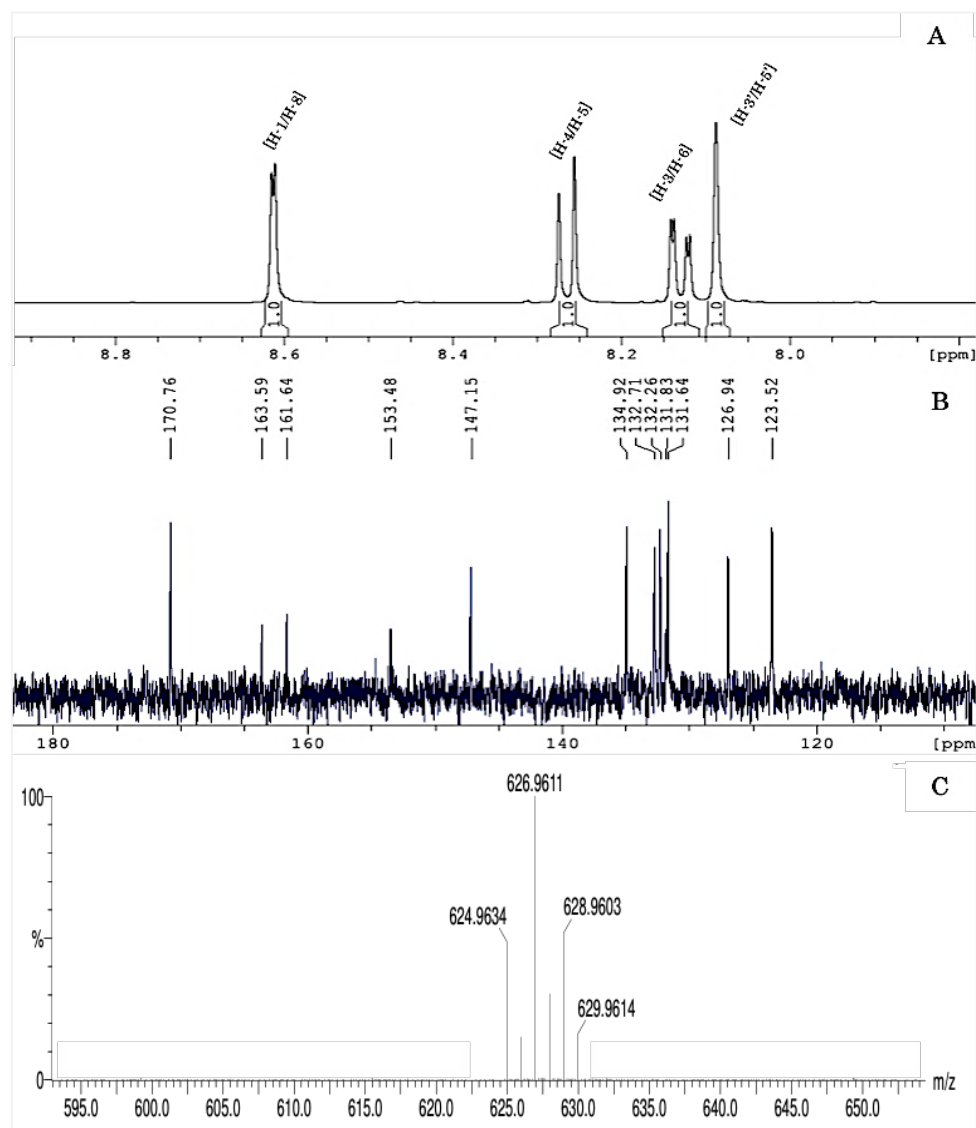 A
[H-1/H-8]
[H-4/H-5]
[H-3/H-6]
[H-3'/H-5']
1.0 1.0 1.0 1.0
8.8 8.6 8.4 8.2 8.0 [ppm]
B
170.76 163.59 161.64 153.48 147.15 134.92 132.71 132.26 131.83 131.64 126.94 123.52
180 160 140 120 [ppm]
C
626.9611
100
624.9634 628.9603
%
629.9614
0
m/z
595.0 600.0 605.0 610.0 615.0 620.0 625.0 630.0 635.0 640.0 645.0 650.0